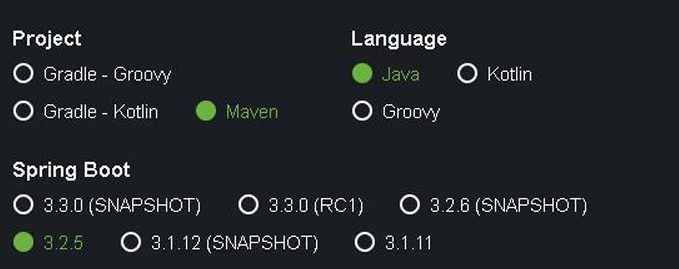 Project
Gradle - Groovy
Gradle - Kotlin Maven
Language
Java Kotlin
Groovy
Spring Boot
3.3.0 (SNAPSHOT) 3.3.0 (RC1) 3.2.6 (SNAPSHOT)
3.2.5 3.1.12 (SNAPSHOT) 3.1.11